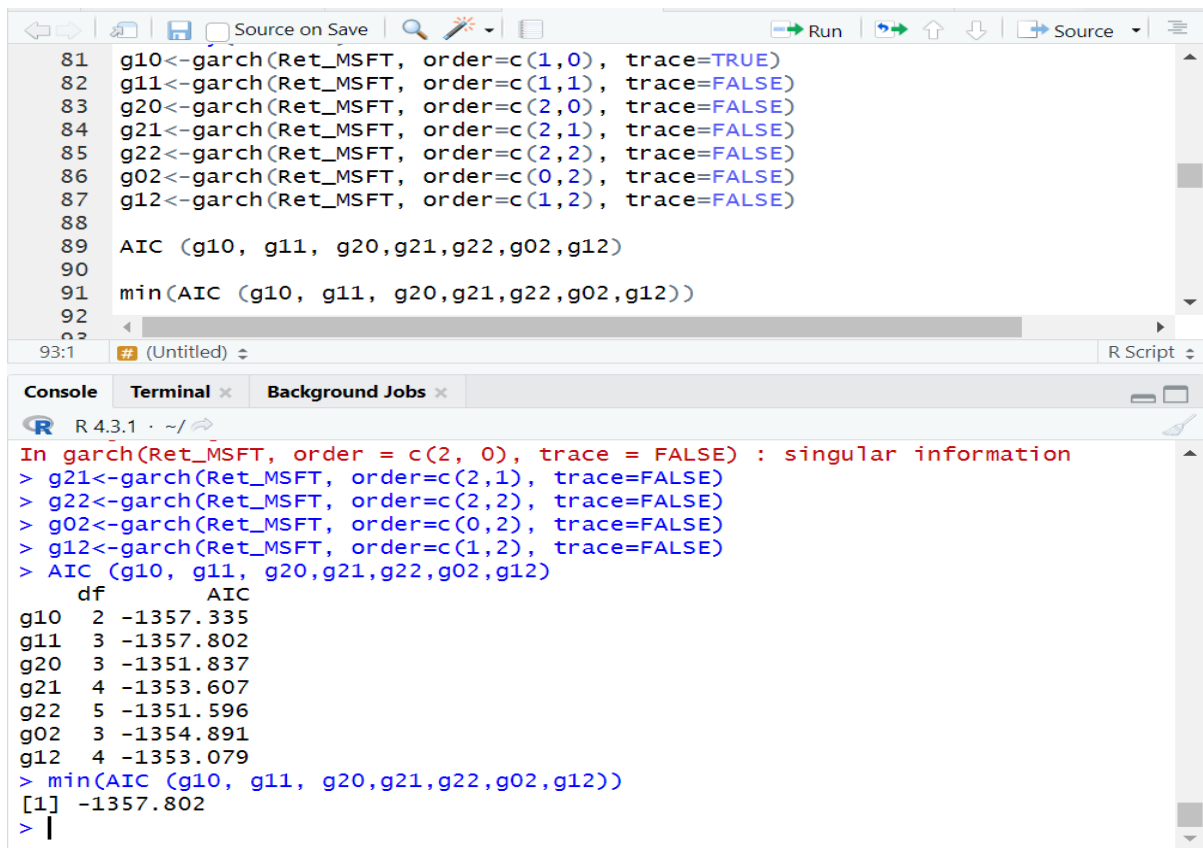 Source on Save Run Source
81 g10<-garch(Ret_MSFT, order=c(1,0), trace=TRUE)
82 g11<-garch(Ret_MSFT, order=c(1,1), trace=FALSE)
83 g20<-garch(Ret_MSFT, order=c(2,0), trace=FALSE)
84 g21<-garch(Ret_MSFT, order=c(2,1), trace=FALSE)
85 g22<-garch(Ret_MSFT, order=c(2,2), trace=FALSE)
86 g02<-garch(Ret_MSFT, order=c(0,2), trace=FALSE)
87 g12<-garch(Ret_MSFT, order=c(1,2), trace=FALSE)
88
89 AIC (g10, g11, g20,g21,g22,g02,g12)
90
91 min(AIC (g10, g11, g20,g21,g22,g02,g12))
92
93:1 # (Untitled) R Script
Console Terminal Background Jobs
R R 4.3.1 · ~/
In garch(Ret_MSFT, order = c(2, 0), trace = FALSE) : singular information
> g21<-garch(Ret_MSFT, order=c(2,1), trace=FALSE)
> g22<-garch(Ret_MSFT, order=c(2,2), trace=FALSE)
> g02<-garch(Ret_MSFT, order=c(0,2), trace=FALSE)
> g12<-garch(Ret_MSFT, order=c(1,2), trace=FALSE)
> AIC (g10, g11, g20,g21,g22,g02,g12)
df AIC
g10 2 -1357.335
g11 3 -1357.802
g20 3 -1351.837
g21 4 -1353.607
g22 5 -1351.596
g02 3 -1354.891
g12 4 -1353.079
> min(AIC (g10, g11, g20,g21,g22,g02,g12))
[1] -1357.802
>